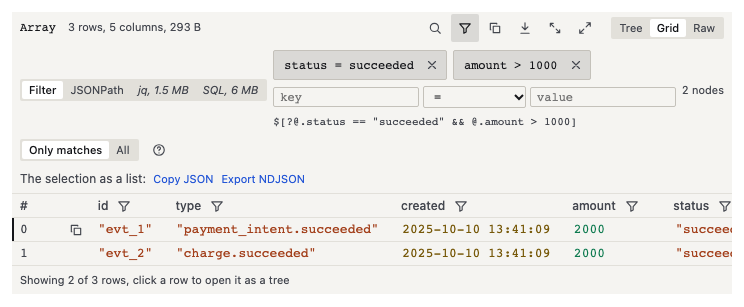 Array 3 rows, 5 columns, 293 B Tree Grid Raw
status = succeeded × amount > 1000 ×
Filter JSONPath jq, 1.5 MB SQL, 6 MB key = value 2 nodes
$[?@.status == "succeeded" && @.amount > 1000]
Only matches All
The selection as a list: Copy JSON Export NDJSON
# id type created amount status
0 "evt_1" "payment_intent.succeeded" 2025-10-10 13:41:09 2000 "succee
1 "evt_2" "charge.succeeded" 2025-10-10 13:41:09 2000 "succee
Showing 2 of 3 rows, click a row to open it as a tree